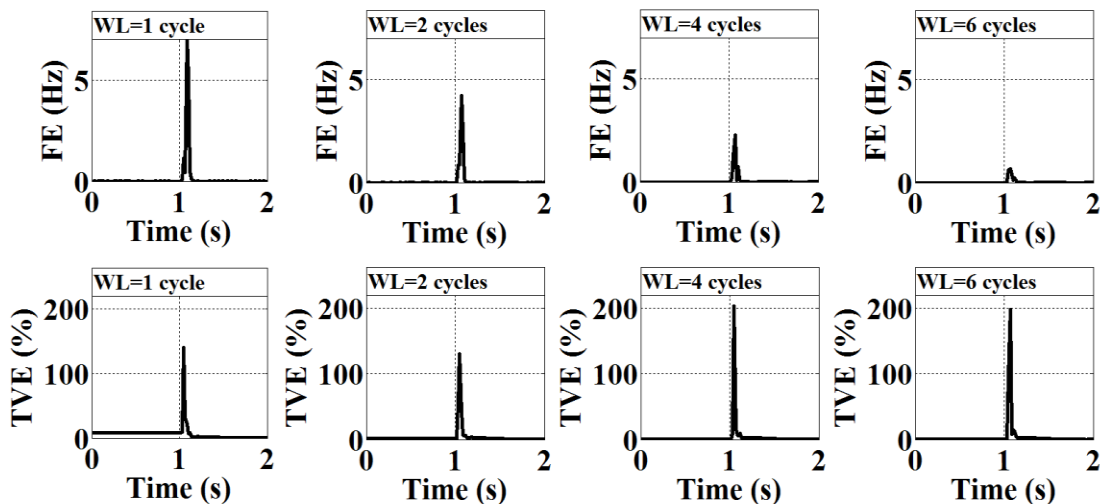 WL=1 cycle
FE (Hz)
5
0
0 1 2
Time (s)
WL=2 cycles
FE (Hz)
5
0
0 1 2
Time (s)
WL=4 cycles
FE (Hz)
5
0
0 1 2
Time (s)
WL=6 cycles
FE (Hz)
5
0
0 1 2
Time (s)
WL=1 cycle
TVE (%)
200
100
0
0 1 2
Time (s)
WL=2 cycles
TVE (%)
200
100
0
0 1 2
Time (s)
WL=4 cycles
TVE (%)
200
100
0
0 1 2
Time (s)
WL=6 cycles
TVE (%)
200
100
0
0 1 2
Time (s)